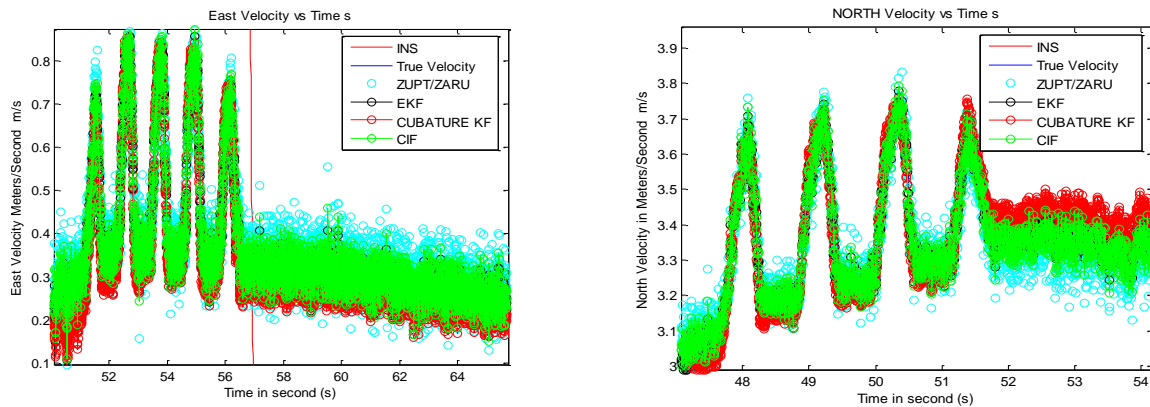 East Velocity vs Time s
East Velocity Meters/Second m/s
0.8
0.7
0.6
0.5
0.4
0.3
0.2
0.1
52
54
56
58
60
62
64
Time in second (s)
INS
True Velocity
ZUPT/ZARU
EKF
CUBATURE KF
CIF
NORTH Velocity vs Time s
North Velocity in Meters/Second m/s
3.9
3.8
3.7
3.6
3.5
3.4
3.3
3.2
3.1
3
48
49
50
51
52
53
54
Time in second (s)
INS
True Velocity
ZUPT/ZARU
EKF
CUBATURE KF
CIF